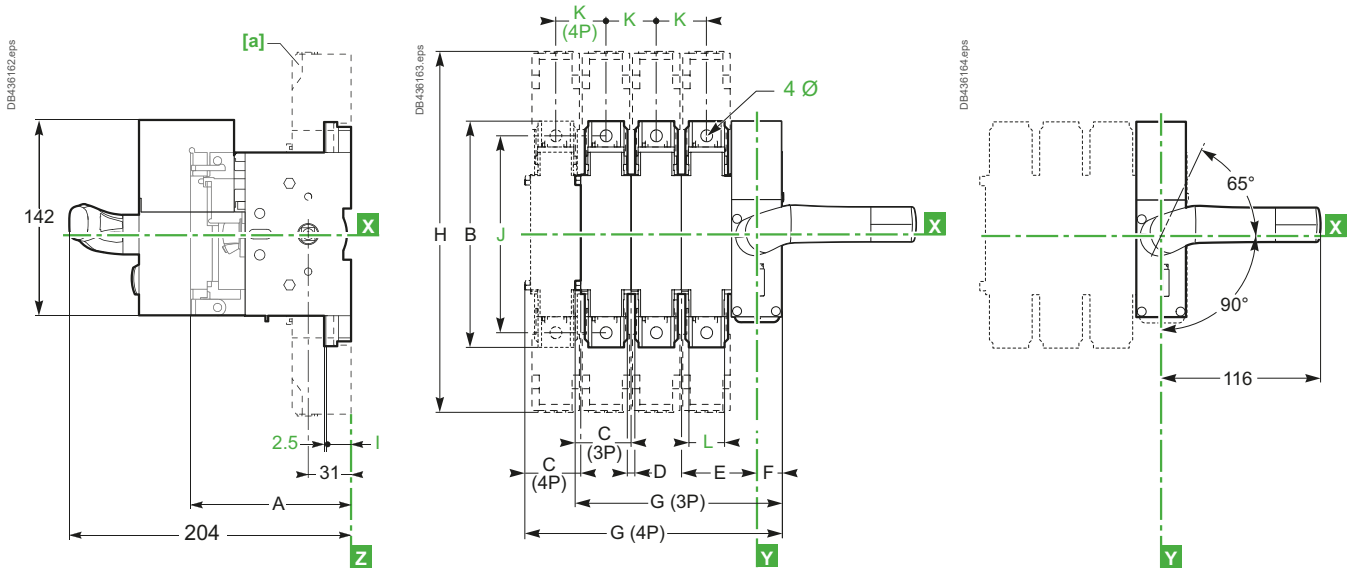 DB436162.eps
[a]
142
X
2.5
I
31
A
204
Z
DB436163.eps
K
(4P)
K
K
4 Ø
H
B
J
X
C
(3P)
L
C
(4P)
D
E
F
G (3P)
G (4P)
Y
DB436164.eps
65°
X
90°
116
Y